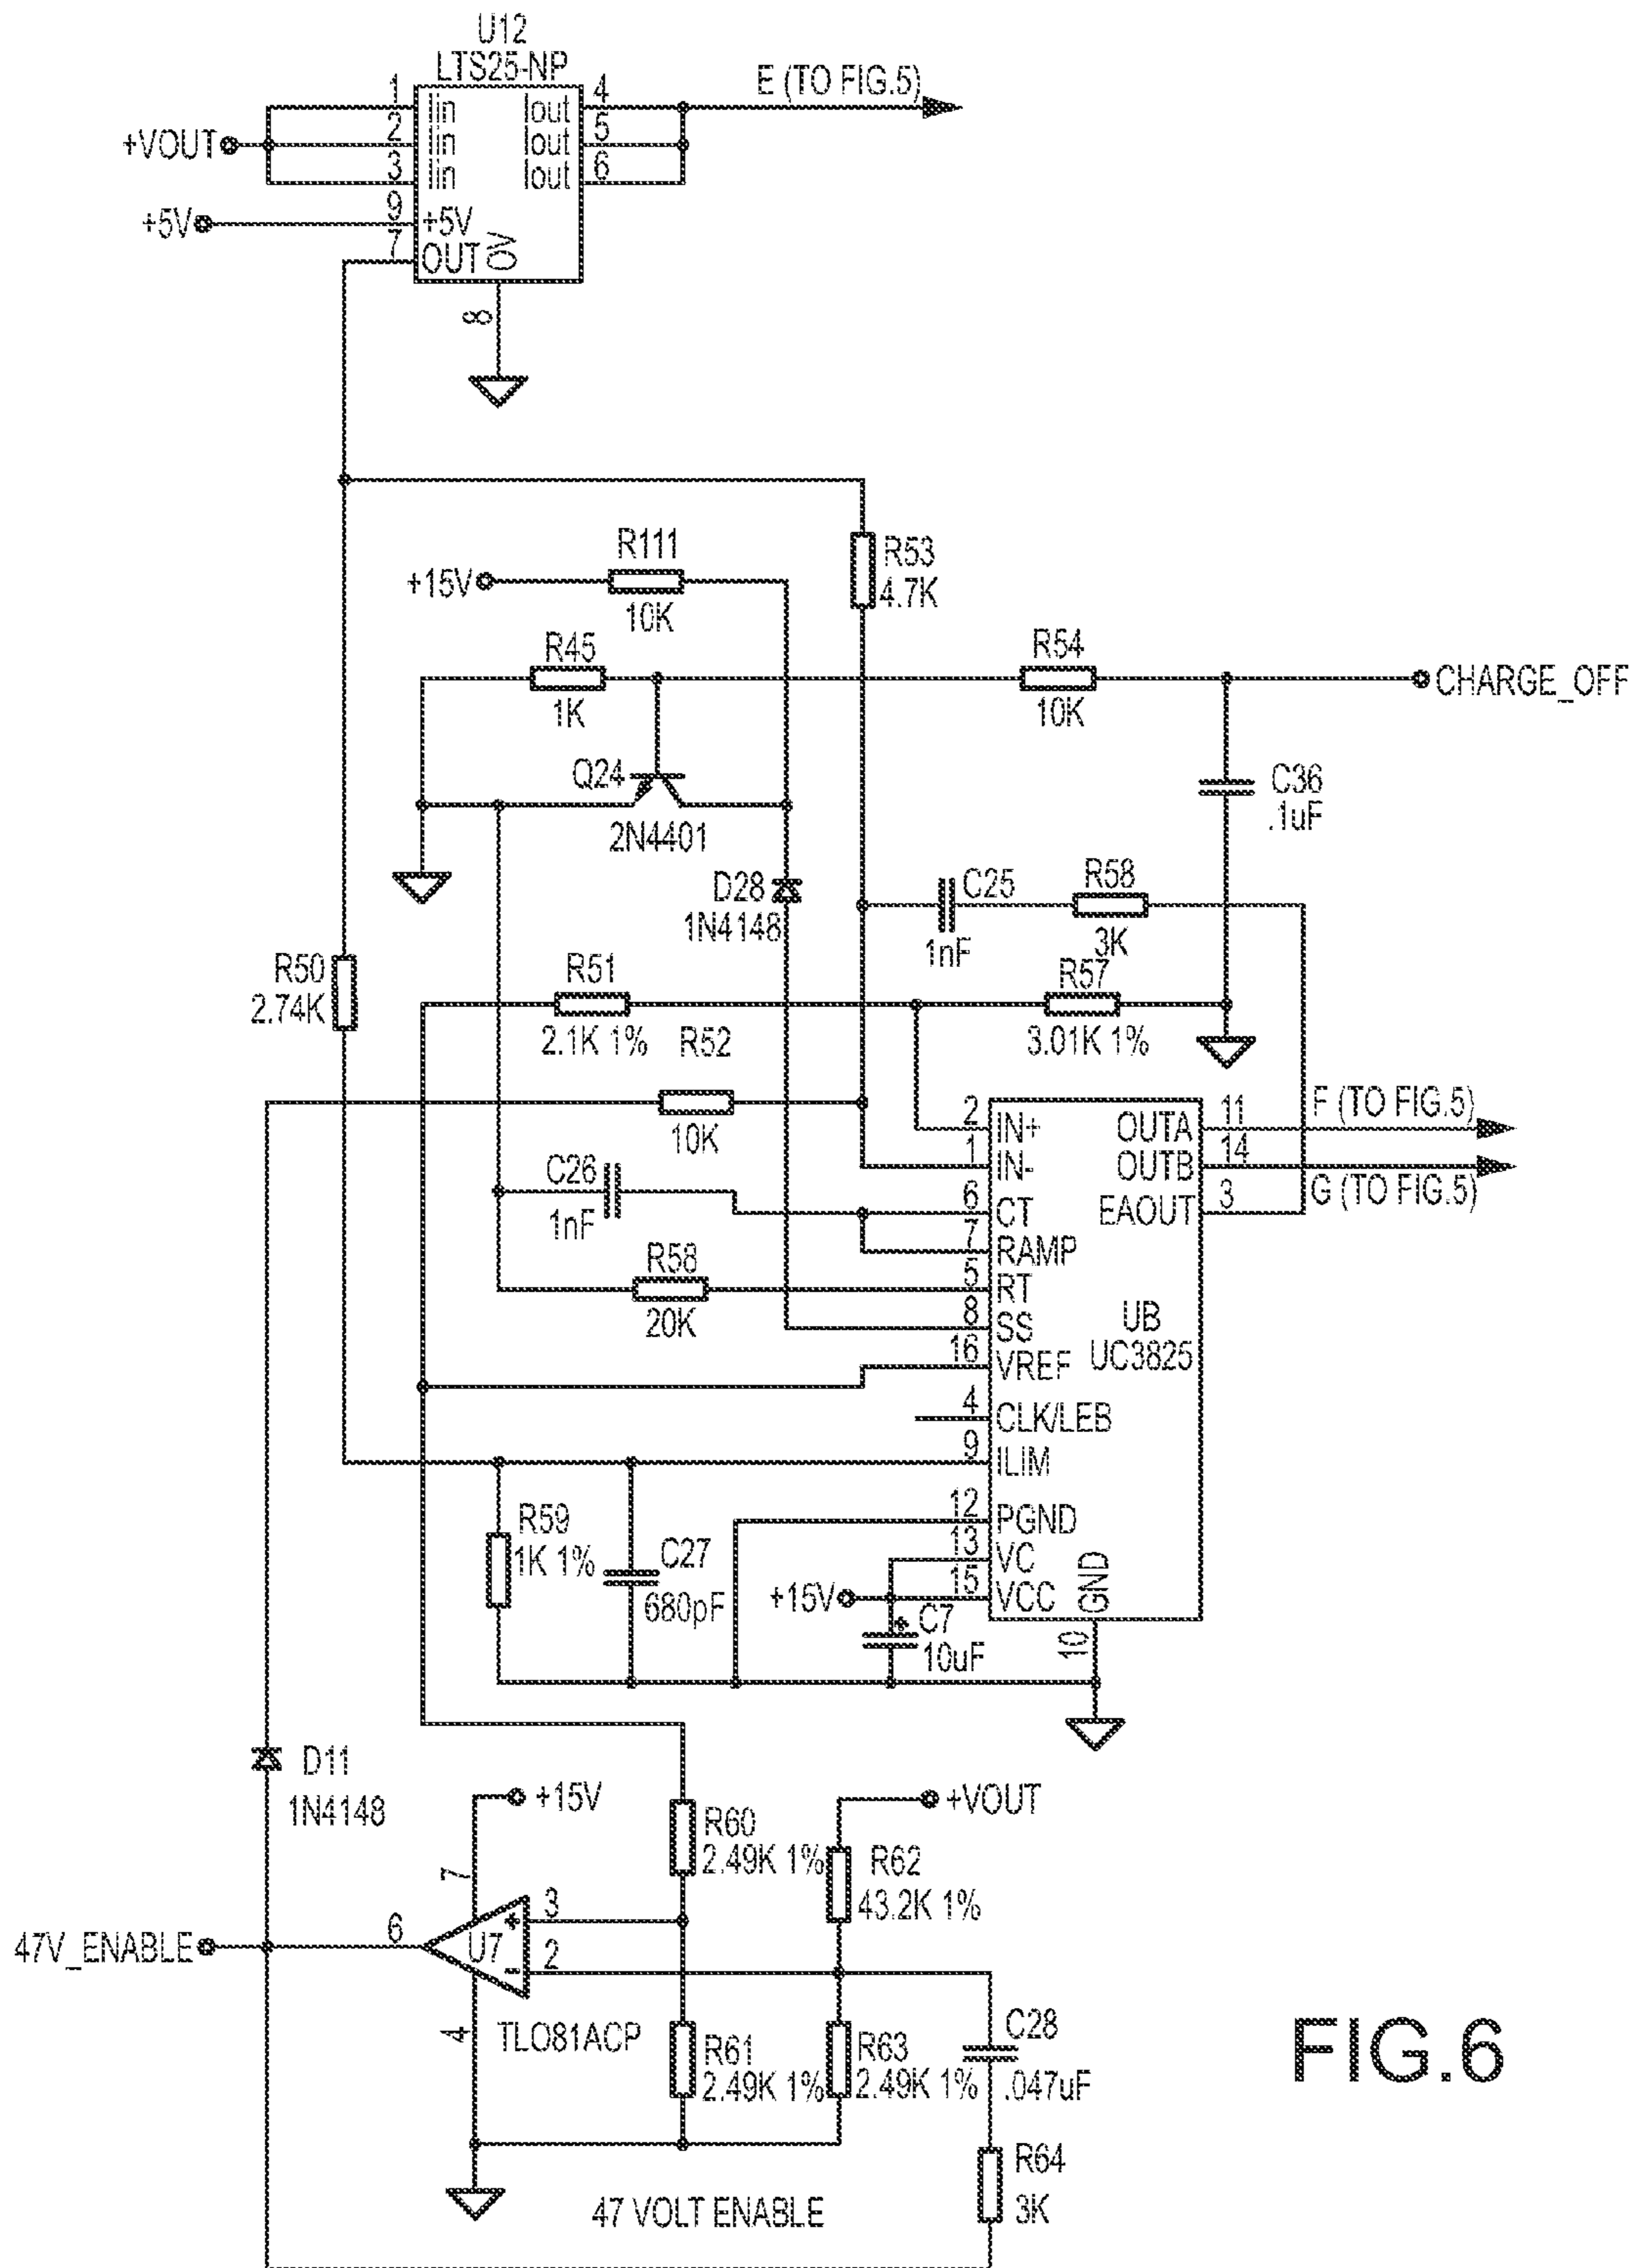 U12
LTS25-NP
1 Iin Iout 4
2 Iin Iout 5
3 Iin Iout 6
9 +5V
7 OUT 0V
8
+VOUT
+5V
E (TO FIG.5)
R53
4.7K
R111
+15V
10K
R45
1K
R54
10K
CHARGE_OFF
Q24
2N4401
C36
.1uF
D28
1N4148
C25
1nF
R58
3K
R50
2.74K
R51
2.1K 1%
R57
3.01K 1%
R52
10K
C26
1nF
R58
20K
2 IN+ OUTA 11
1 IN- OUTB 14
6 CT EAOUT 3
7 RAMP
5 RT
8 SS
16 VREF
4 CLK/LEB
9 ILIM
12 PGND
13 VC
15 VCC
GND
10
UB
UC3825
F (TO FIG.5)
G (TO FIG.5)
R59
1K 1%
C27
680pF
+15V
+
C7
10uF
D11
1N4148
+15V
+VOUT
R60
2.49K 1%
R62
43.2K 1%
7
47V_ENABLE
6
U7
+ 3
- 2
4
TLO81ACP
R61
2.49K 1%
R63
2.49K 1%
C28
.047uF
R64
3K
47 VOLT ENABLE
FIG.6